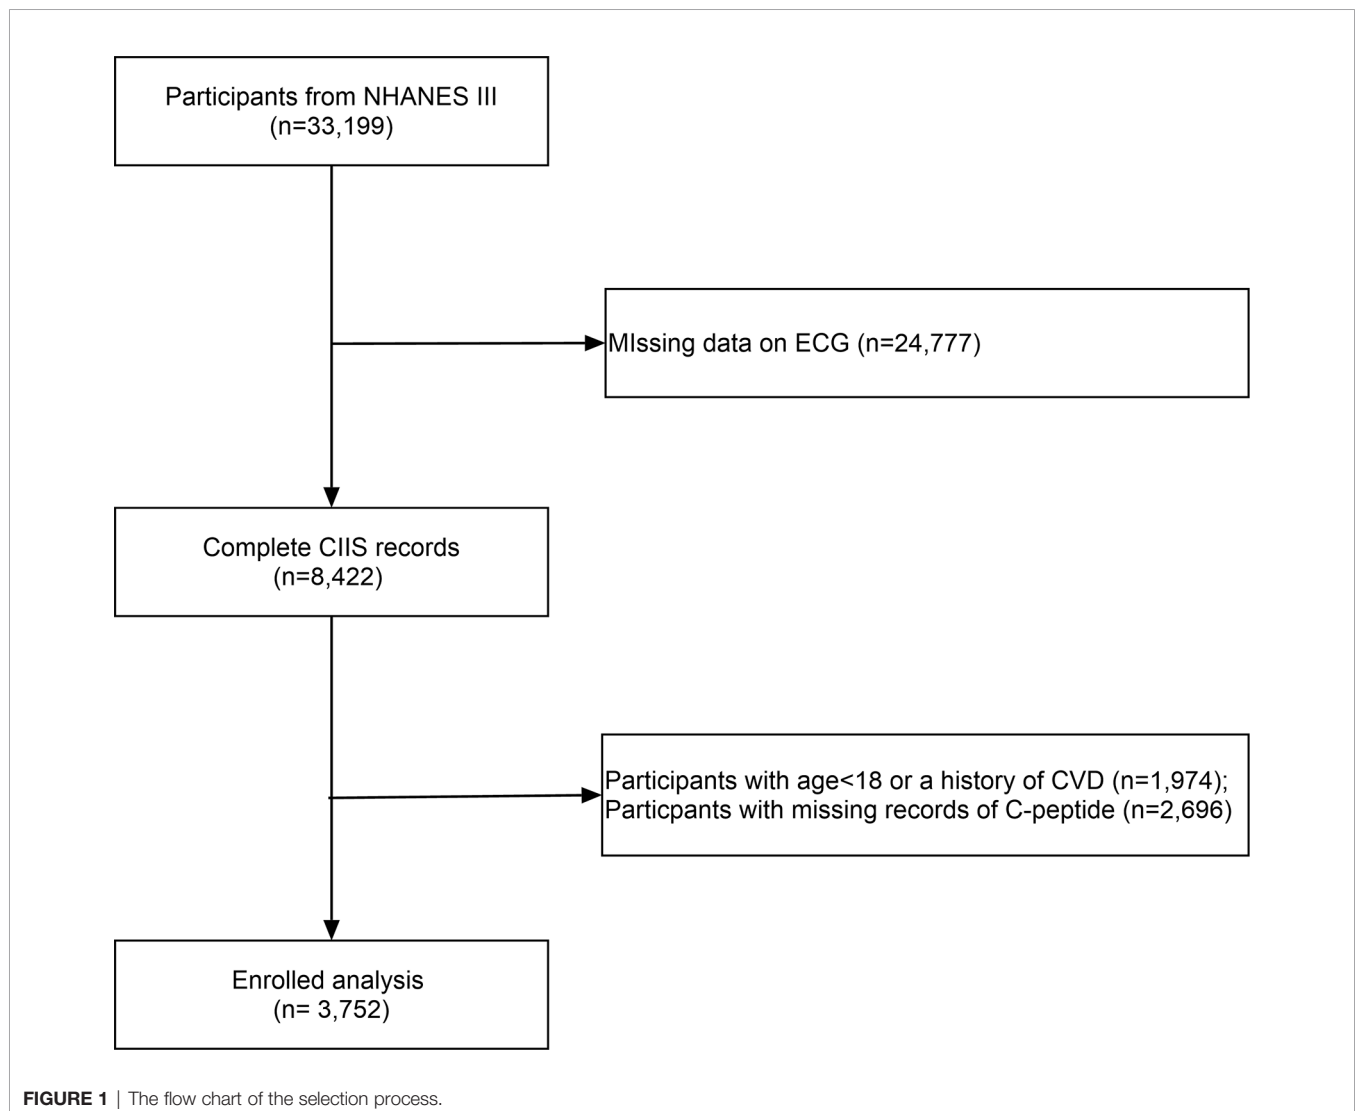 Participants from NHANES III
(n=33,199)
MIssing data on ECG (n=24,777)
Complete CIIS records
(n=8,422)
Participants with age<18 or a history of CVD (n=1,974);
Particpants with missing records of C-peptide (n=2,696)
Enrolled analysis
(n= 3,752)
FIGURE 1 | The flow chart of the selection process.